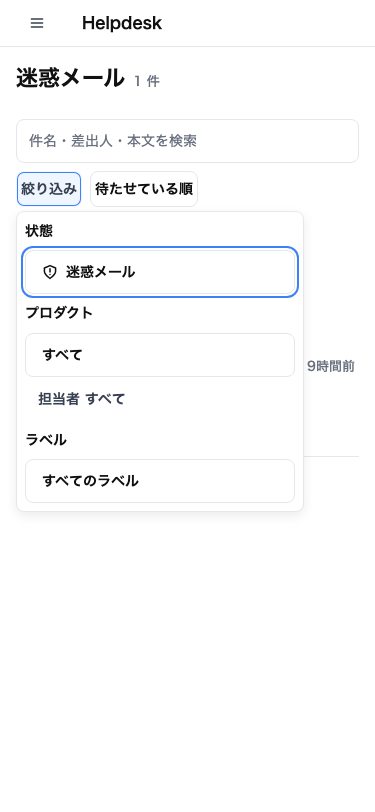 Helpdesk
迷惑メール 1 件
件名・差出人・本文を検索
絞り込み 待たせている順
状態
迷惑メール
プロダクト
すべて
9時間前
担当者 すべて
ラベル
すべてのラベル